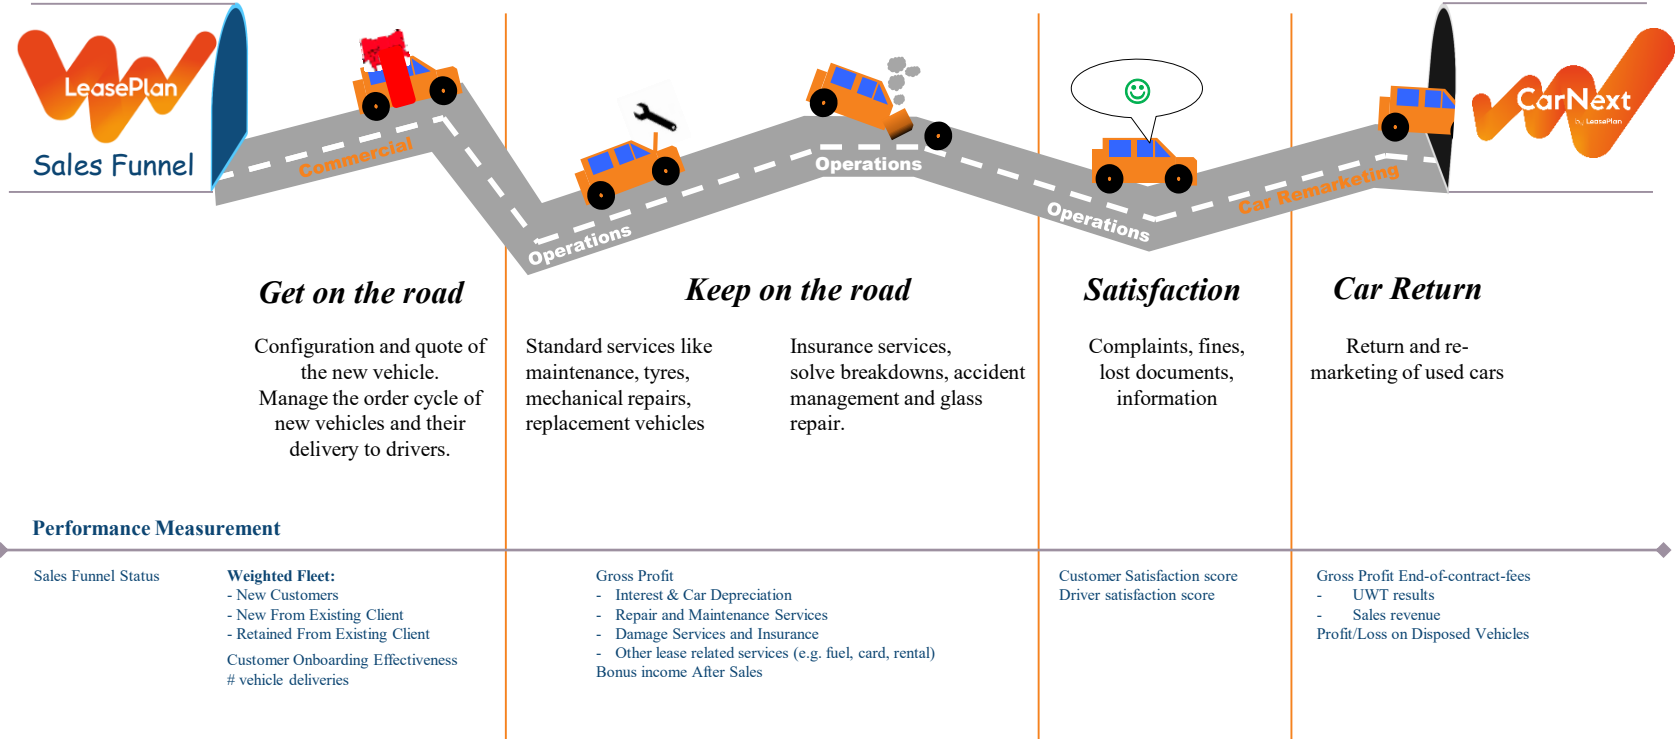 LeasePlan
Sales Funnel
Commercial
Operations
Operations
Operations
Car Remarketing
CarNext
by LeasePlan
Get on the road
Configuration and quote of
the new vehicle.
Manage the order cycle of
new vehicles and their
delivery to drivers.
Keep on the road
Standard services like
maintenance, tyres,
mechanical repairs,
replacement vehicles
Insurance services,
solve breakdowns, accident
management and glass
repair.
Satisfaction
Complaints, fines,
lost documents,
information
Car Return
Return and re-
marketing of used cars
Performance Measurement
Sales Funnel Status
Weighted Fleet:
- New Customers
- New From Existing Client
- Retained From Existing Client
Customer Onboarding Effectiveness
# vehicle deliveries
Gross Profit
- Interest & Car Depreciation
- Repair and Maintenance Services
- Damage Services and Insurance
- Other lease related services (e.g. fuel, card, rental)
Bonus income After Sales
Customer Satisfaction score
Driver satisfaction score
Gross Profit End-of-contract-fees
- UWT results
- Sales revenue
Profit/Loss on Disposed Vehicles